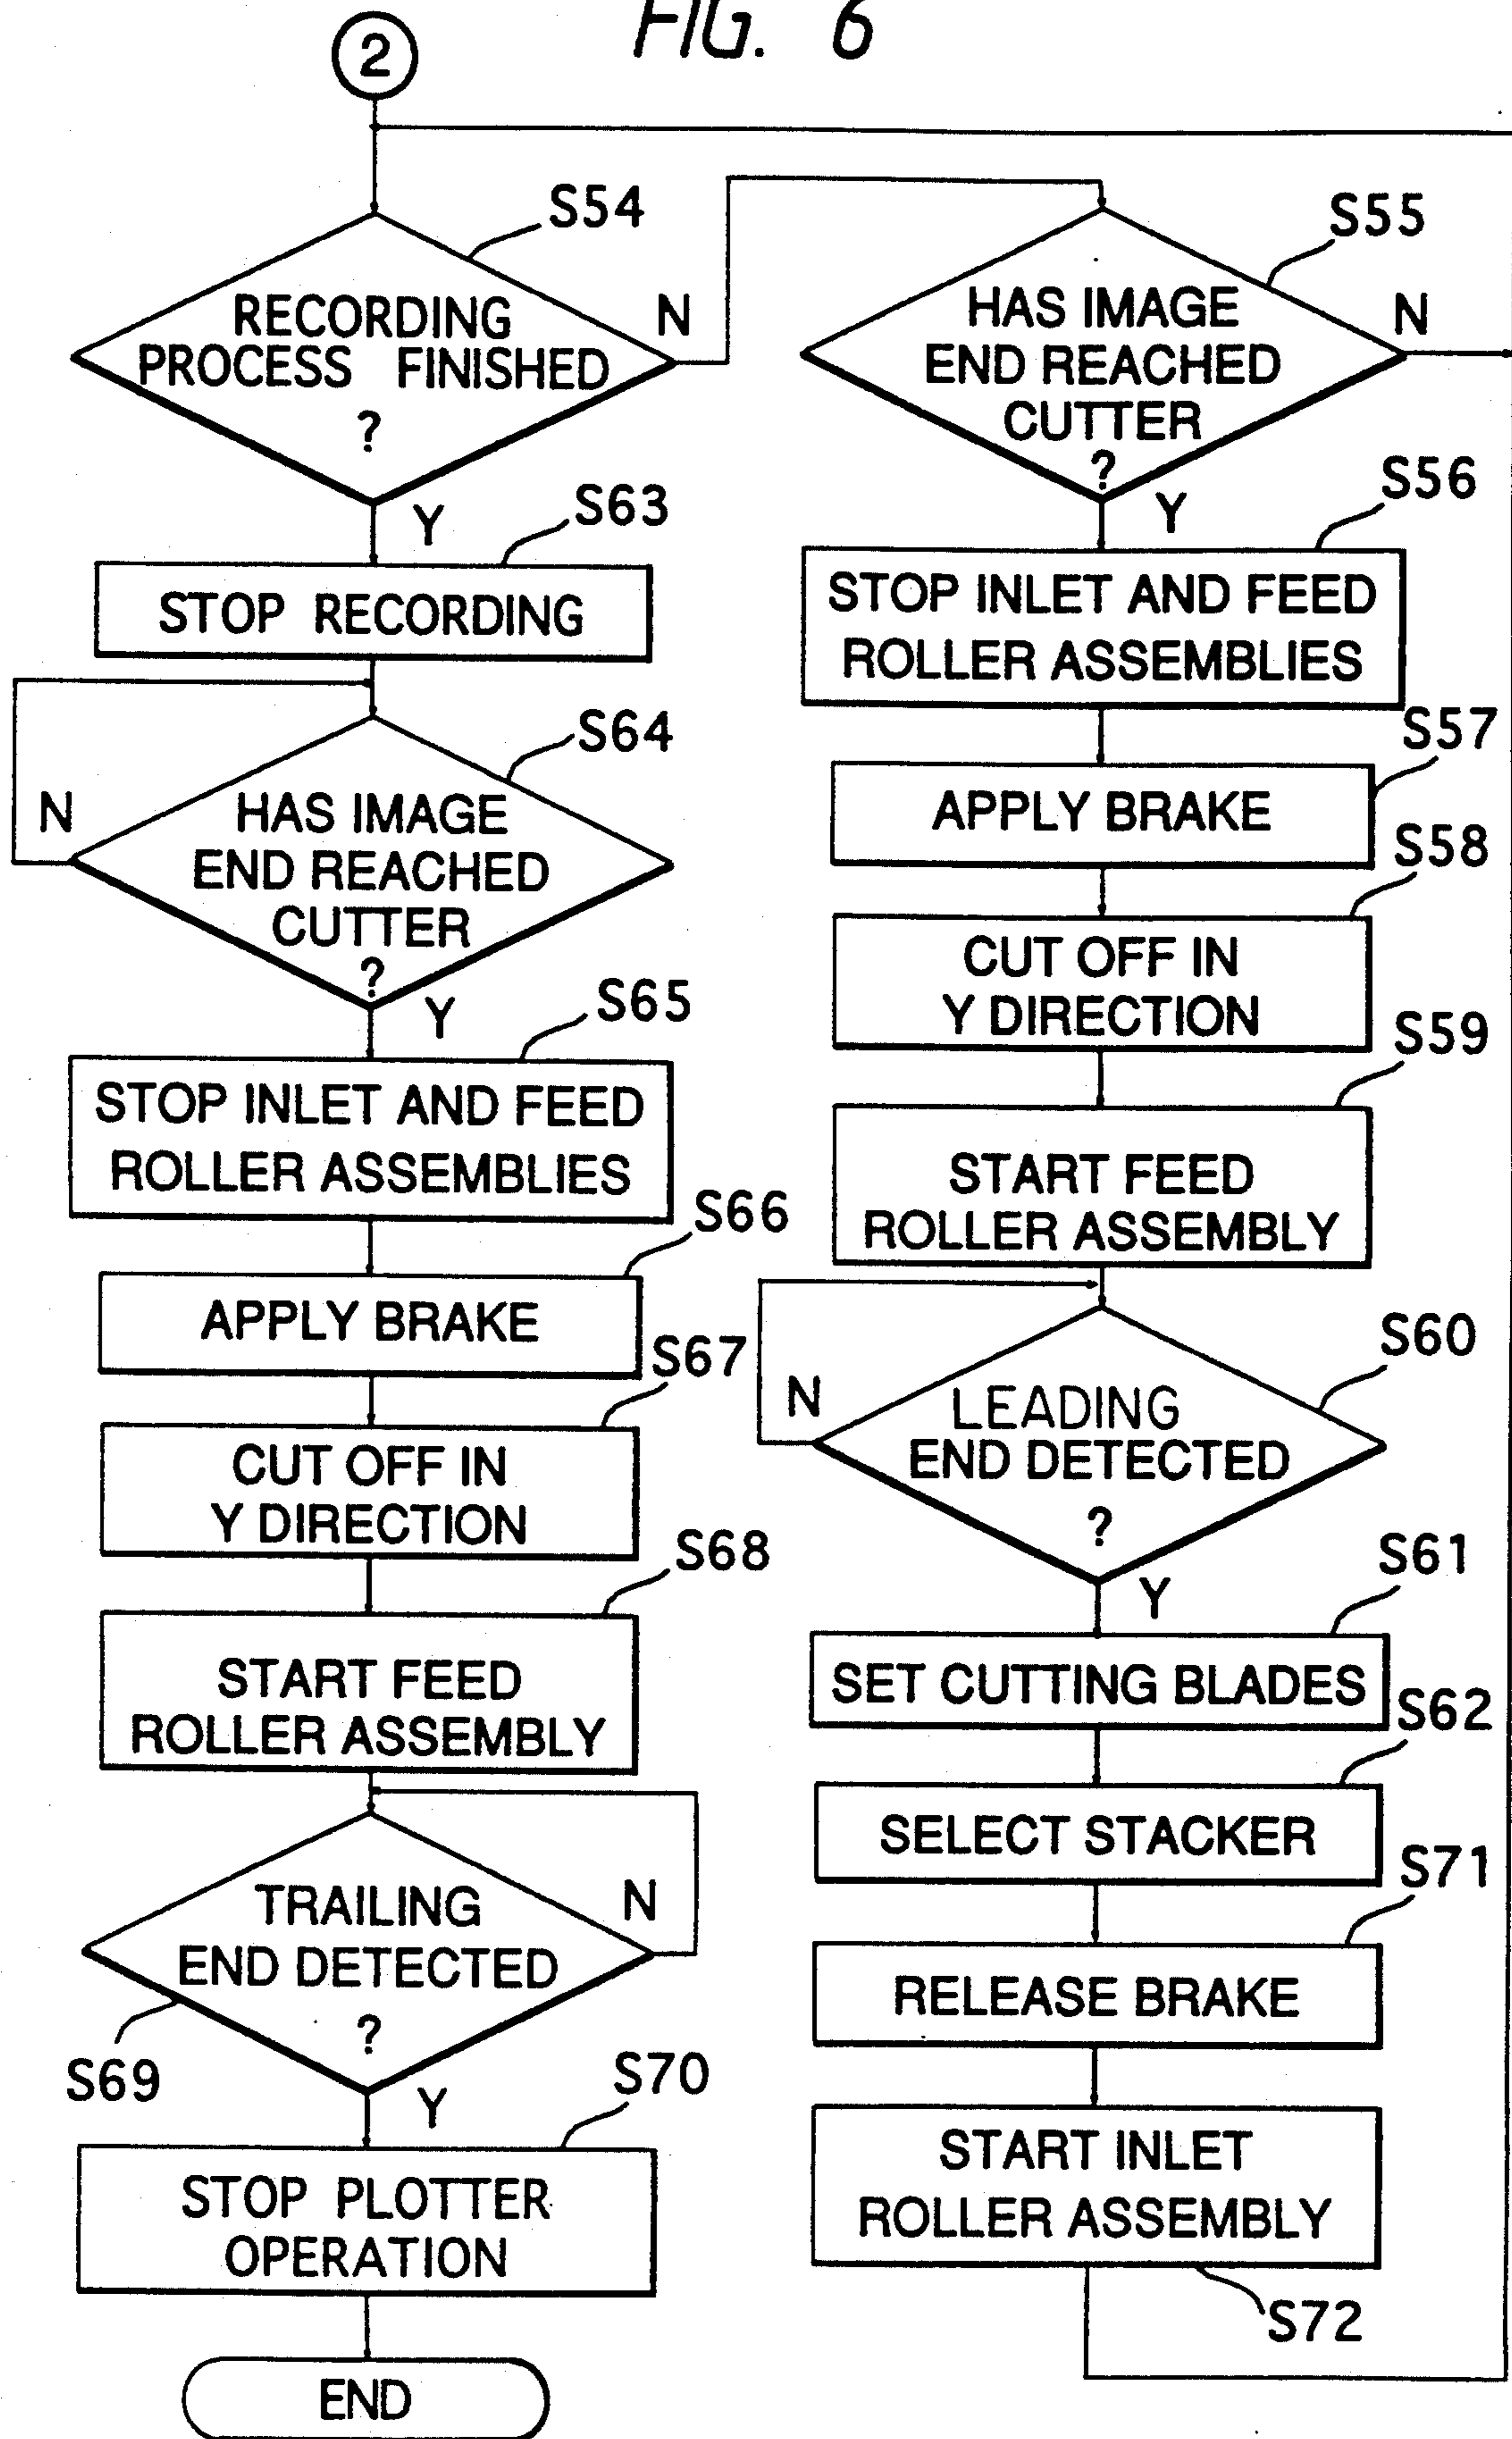 FIG. 6
2
S54
RECORDING
PROCESS FINISHED
?
N
Y
S63
STOP RECORDING
S64
HAS IMAGE
END REACHED
CUTTER
?
N
Y
S65
STOP INLET AND FEED
ROLLER ASSEMBLIES
S66
APPLY BRAKE
S67
CUT OFF IN
Y DIRECTION
S68
START FEED
ROLLER ASSEMBLY
TRAILING
END DETECTED
?
N
S69
Y
S70
STOP PLOTTER
OPERATION
END
S55
HAS IMAGE
END REACHED
CUTTER
?
N
Y
S56
STOP INLET AND FEED
ROLLER ASSEMBLIES
S57
APPLY BRAKE
S58
CUT OFF IN
Y DIRECTION
S59
START FEED
ROLLER ASSEMBLY
S60
LEADING
END DETECTED
?
N
Y
S61
SET CUTTING BLADES
S62
SELECT STACKER
S71
RELEASE BRAKE
START INLET
ROLLER ASSEMBLY
S72